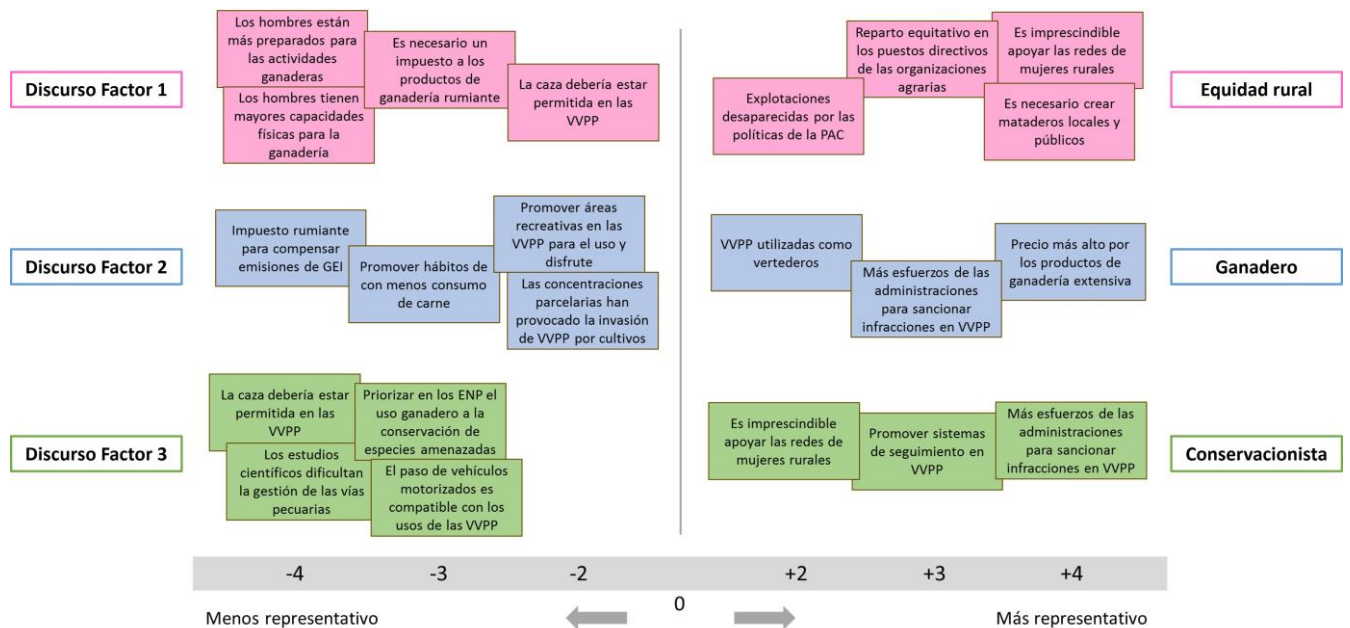 Discurso Factor 1
Los hombres están
más preparados para
las actividades
ganaderas
Los hombres tienen
mayores capacidades
físicas para la
ganadería
Es necesario un
impuesto a los
productos de
ganadería rumiante
La caza debería estar
permitida en las
VVPP
Explotaciones
desaparecidas por las
políticas de la PAC
Reparto equitativo en
los puestos directivos
de las organizaciones
agrarias
Es imprescindible
apoyar las redes de
mujeres rurales
Es necesario crear
mataderos locales y
públicos
Equidad rural
Discurso Factor 2
Impuesto rumiante
para compensar
emisiones de GEI
Promover hábitos de
con menos consumo
de carne
Promover áreas
recreativas en las
VVPP para el uso y
disfrute
Las concentraciones
parcelarias han
provocado la invasión
de VVPP por cultivos
VVPP utilizadas como
vertederos
Más esfuerzos de las
administraciones
para sancionar
infracciones en VVPP
Precio más alto por
los productos de
ganadería extensiva
Ganadero
Discurso Factor 3
La caza debería estar
permitida en las
VVPP
Los estudios
científicos dificultan
la gestión de las vías
pecuarias
Priorizar en los ENP el
uso ganadero a la
conservación de
especies amenazadas
El paso de vehículos
motorizados es
compatible con los
usos de las VVPP
Es imprescindible
apoyar las redes de
mujeres rurales
Promover sistemas
de seguimiento en
VVPP
Más esfuerzos de las
administraciones
para sancionar
infracciones en VVPP
Conservacionista
-4 -3 -2 +2 +3 +4
0
Menos representativo
Más representativo